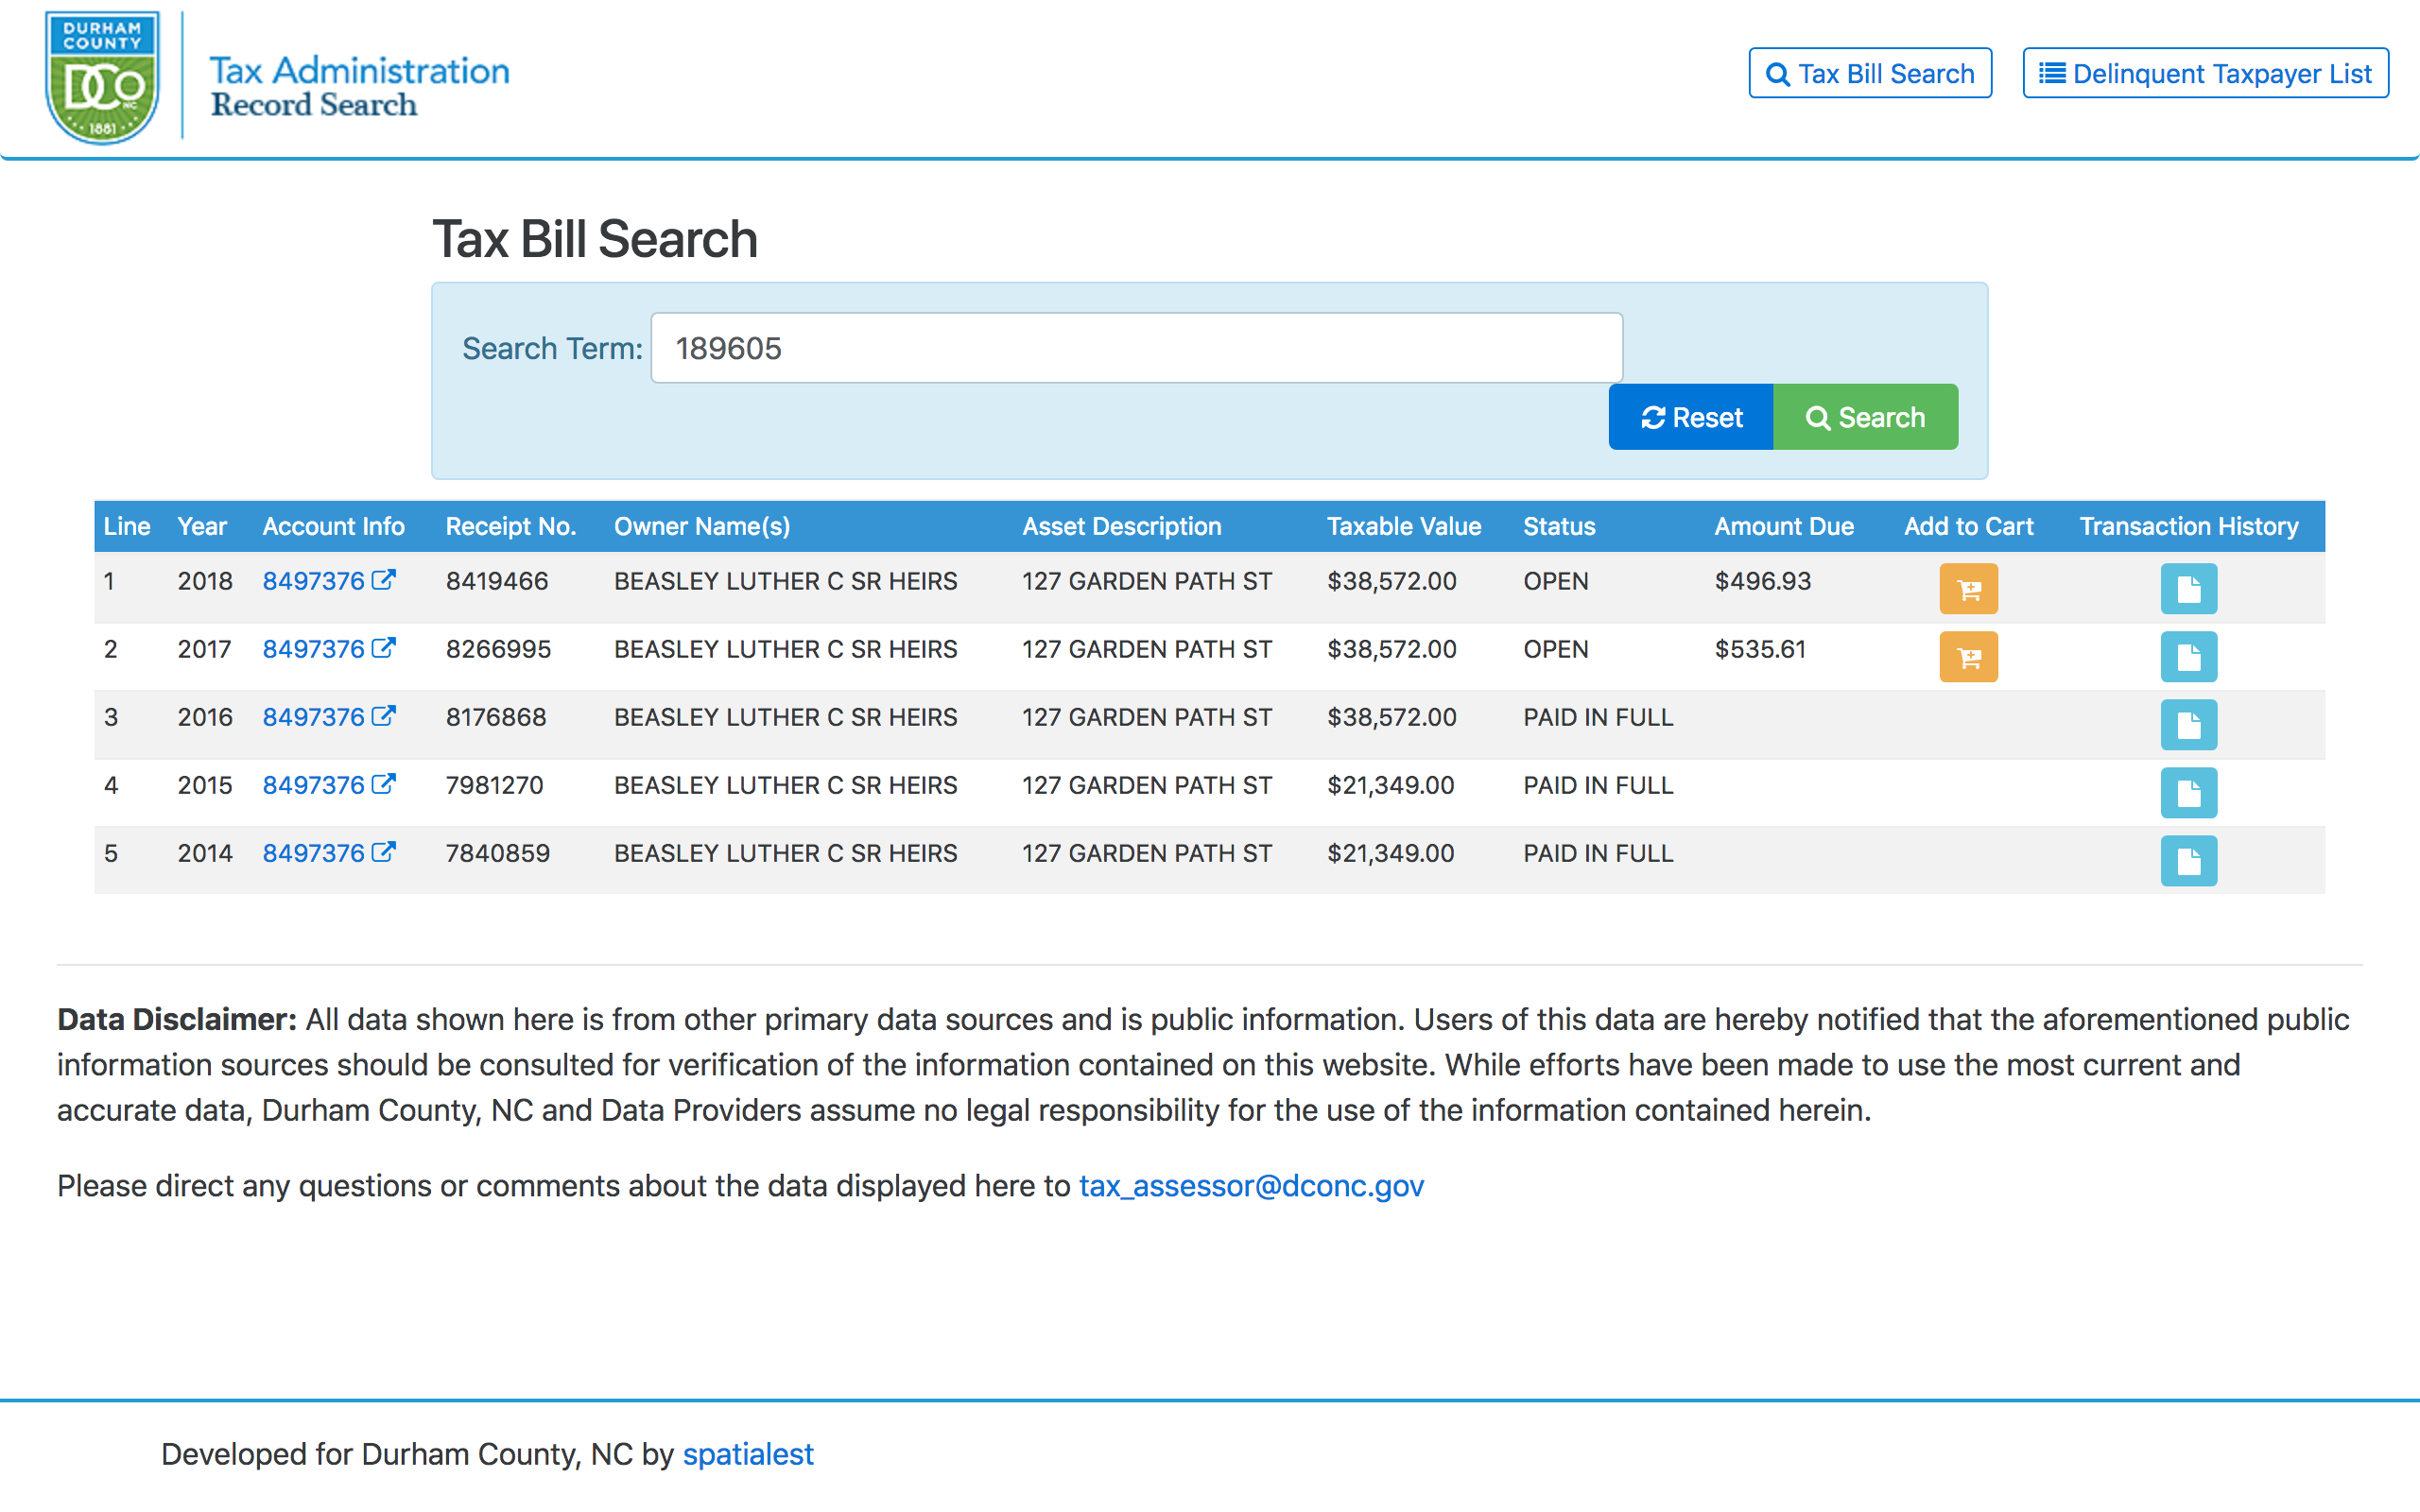 DURHAM
COUNTY
DCo
NC
1881
Tax Administration
Record Search
Tax Bill Search
Delinquent Taxpayer List
Tax Bill Search
Search Term: 189605
Reset Search
Line Year Account Info Receipt No. Owner Name(s) Asset Description Taxable Value Status Amount Due Add to Cart Transaction History
1 2018 8497376 8419466 BEASLEY LUTHER C SR HEIRS 127 GARDEN PATH ST $38,572.00 OPEN $496.93
2 2017 8497376 8266995 BEASLEY LUTHER C SR HEIRS 127 GARDEN PATH ST $38,572.00 OPEN $535.61
3 2016 8497376 8176868 BEASLEY LUTHER C SR HEIRS 127 GARDEN PATH ST $38,572.00 PAID IN FULL
4 2015 8497376 7981270 BEASLEY LUTHER C SR HEIRS 127 GARDEN PATH ST $21,349.00 PAID IN FULL
5 2014 8497376 7840859 BEASLEY LUTHER C SR HEIRS 127 GARDEN PATH ST $21,349.00 PAID IN FULL
Data Disclaimer: All data shown here is from other primary data sources and is public information. Users of this data are hereby notified that the aforementioned public
information sources should be consulted for verification of the information contained on this website. While efforts have been made to use the most current and
accurate data, Durham County, NC and Data Providers assume no legal responsibility for the use of the information contained herein.
Please direct any questions or comments about the data displayed here to tax_assessor@dconc.gov
Developed for Durham County, NC by spatialest